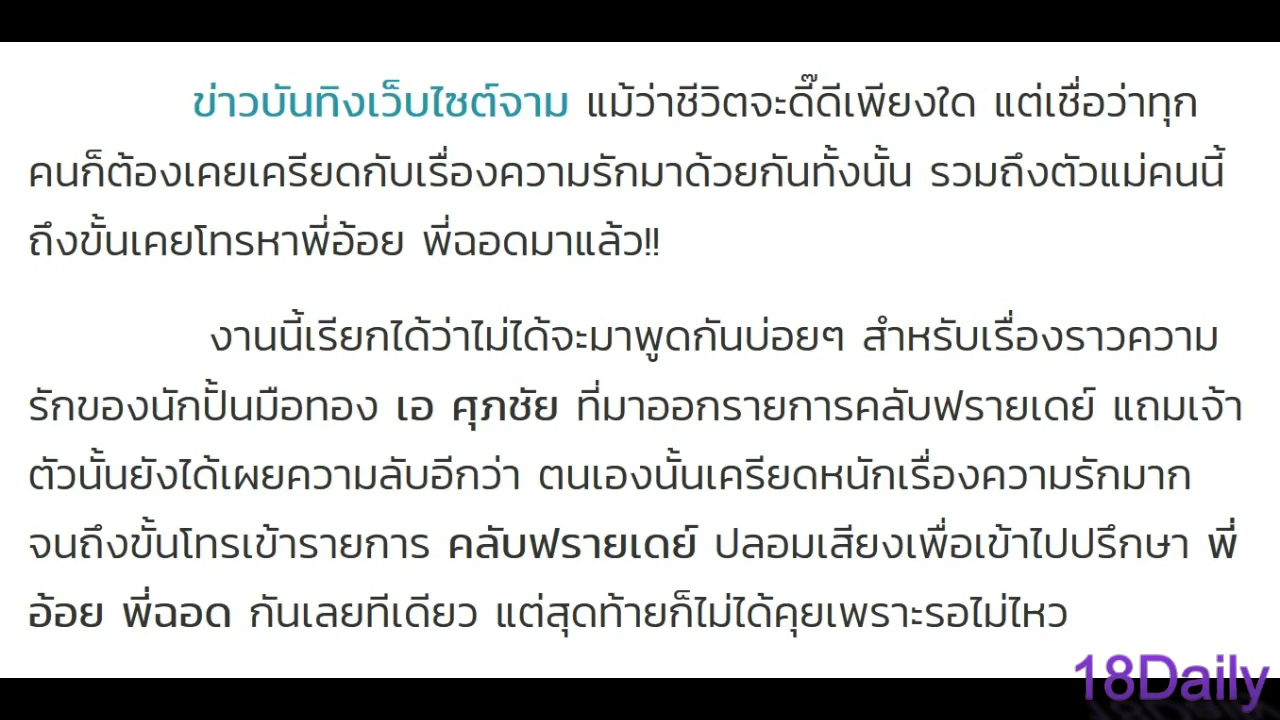 ข่าวบันทิงเว็บไซต์จาม แม้ว่าชีวิตจะดี๊ดีเพียงใด แต่เชื่อว่าทุก
คนก็ต้องเคยเครียดกับเรื่องความรักมาด้วยกันทั้งนั้น รวมถึงตัวแม่คนนี้
ถึงขั้นเคยโทรหาพี่อ้อย พี่ฉอดมาแล้ว!!
งานนี้เรียกได้ว่าไม่ได้จะมาพูดกันบ่อยๆ สำหรับเรื่องราวความ
รักของนักปั้นมือทอง เอ ศุภชัย ที่มาออกรายการคลับฟรายเดย์ แถมเจ้า
ตัวนั้นยังได้เผยความลับอีกว่า ตนเองนั้นเครียดหนักเรื่องความรักมาก
จนถึงขั้นโทรเข้ารายการ คลับฟรายเดย์ ปลอมเสียงเพื่อเข้าไปปรึกษา พี่
อ้อย พี่ฉอด กันเลยทีเดียว แต่สุดท้ายก็ไม่ได้คุยเพราะรอไม่ไหว
18Daily